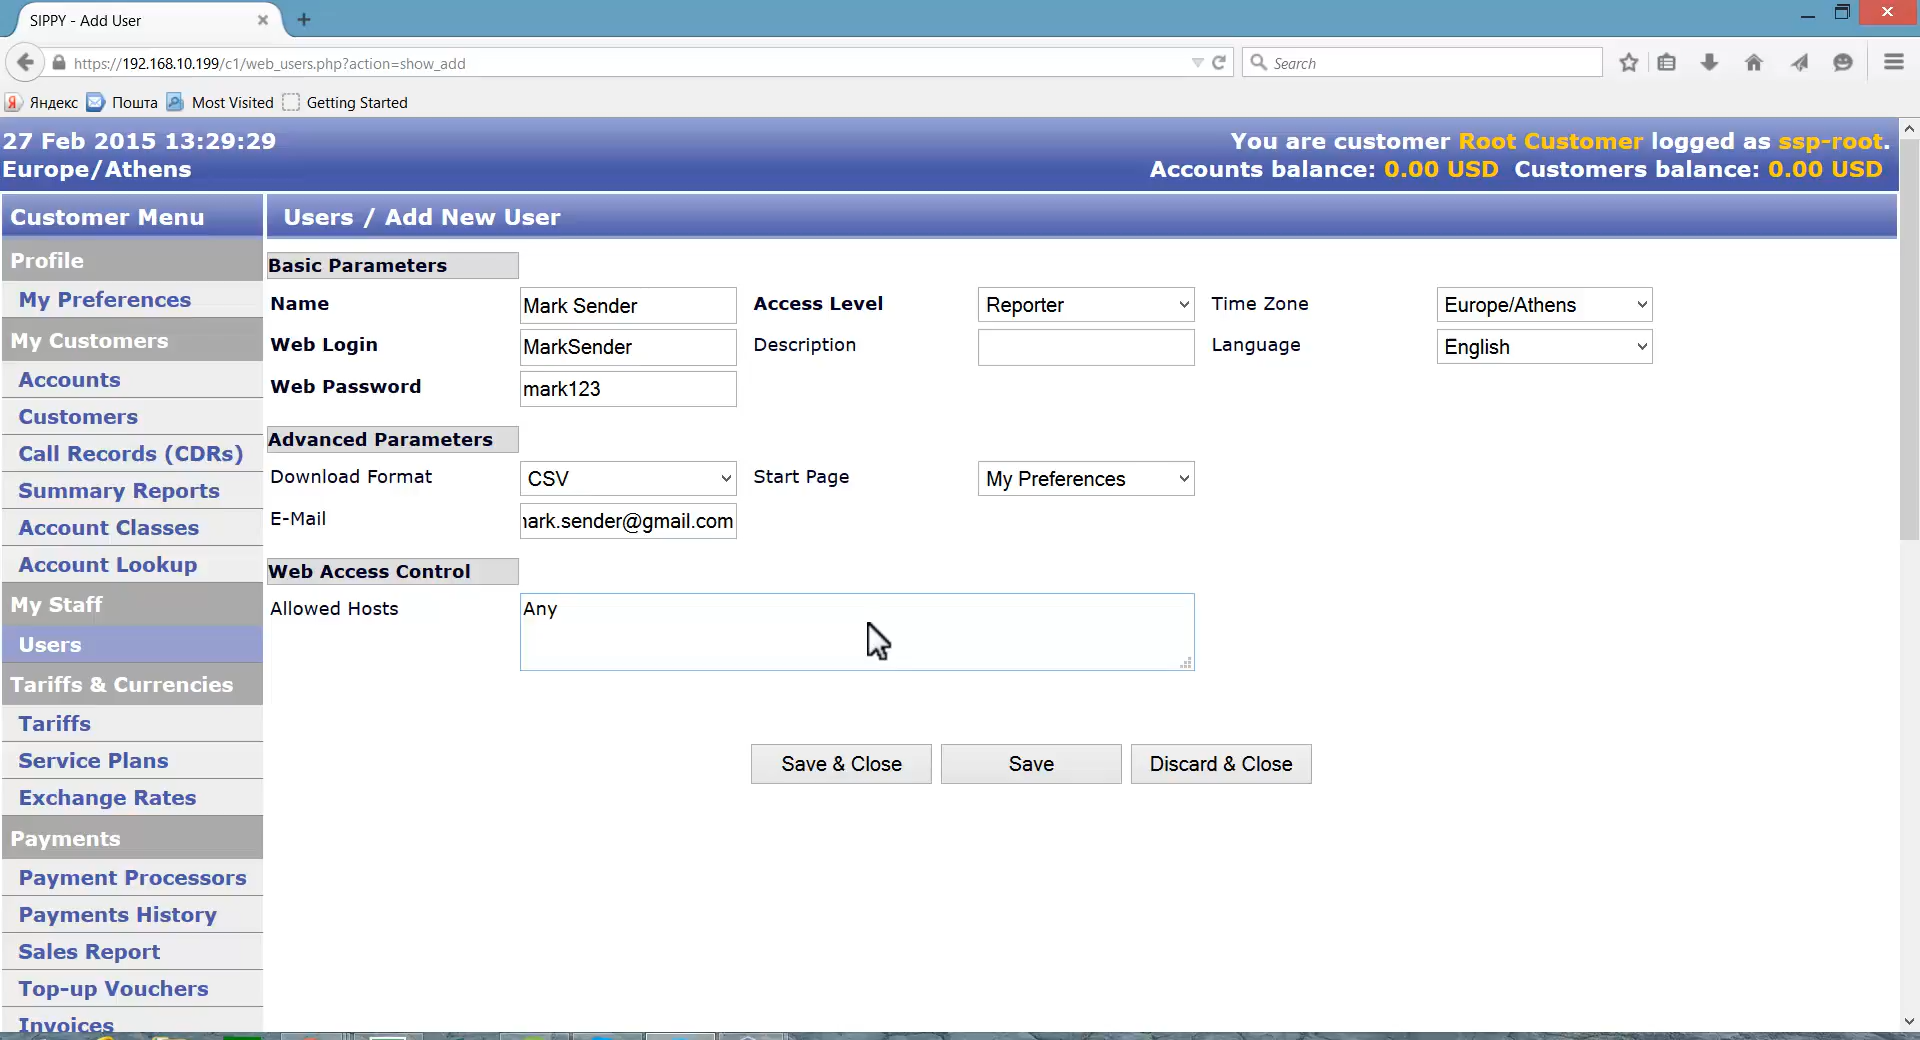 SIPPY - Add User
https://192.168.10.199/c1/web_users.php?action=show_add
Search
Яндекс Пошта Most Visited Getting Started
27 Feb 2015 13:29:29
Europe/Athens
You are customer Root Customer logged as ssp-root.
Accounts balance: 0.00 USD Customers balance: 0.00 USD
Customer Menu
Profile
My Preferences
My Customers
Accounts
Customers
Call Records (CDRs)
Summary Reports
Account Classes
Account Lookup
My Staff
Users
Tariffs & Currencies
Tariffs
Service Plans
Exchange Rates
Payments
Payment Processors
Payments History
Sales Report
Top-up Vouchers
Invoices
Users / Add New User
Basic Parameters
Name Mark Sender Access Level Reporter Time Zone Europe/Athens
Web Login MarkSender Description Language English
Web Password mark123
Advanced Parameters
Download Format CSV Start Page My Preferences
E-Mail ark.sender@gmail.com
Web Access Control
Allowed Hosts Any
Save & Close Save Discard & Close